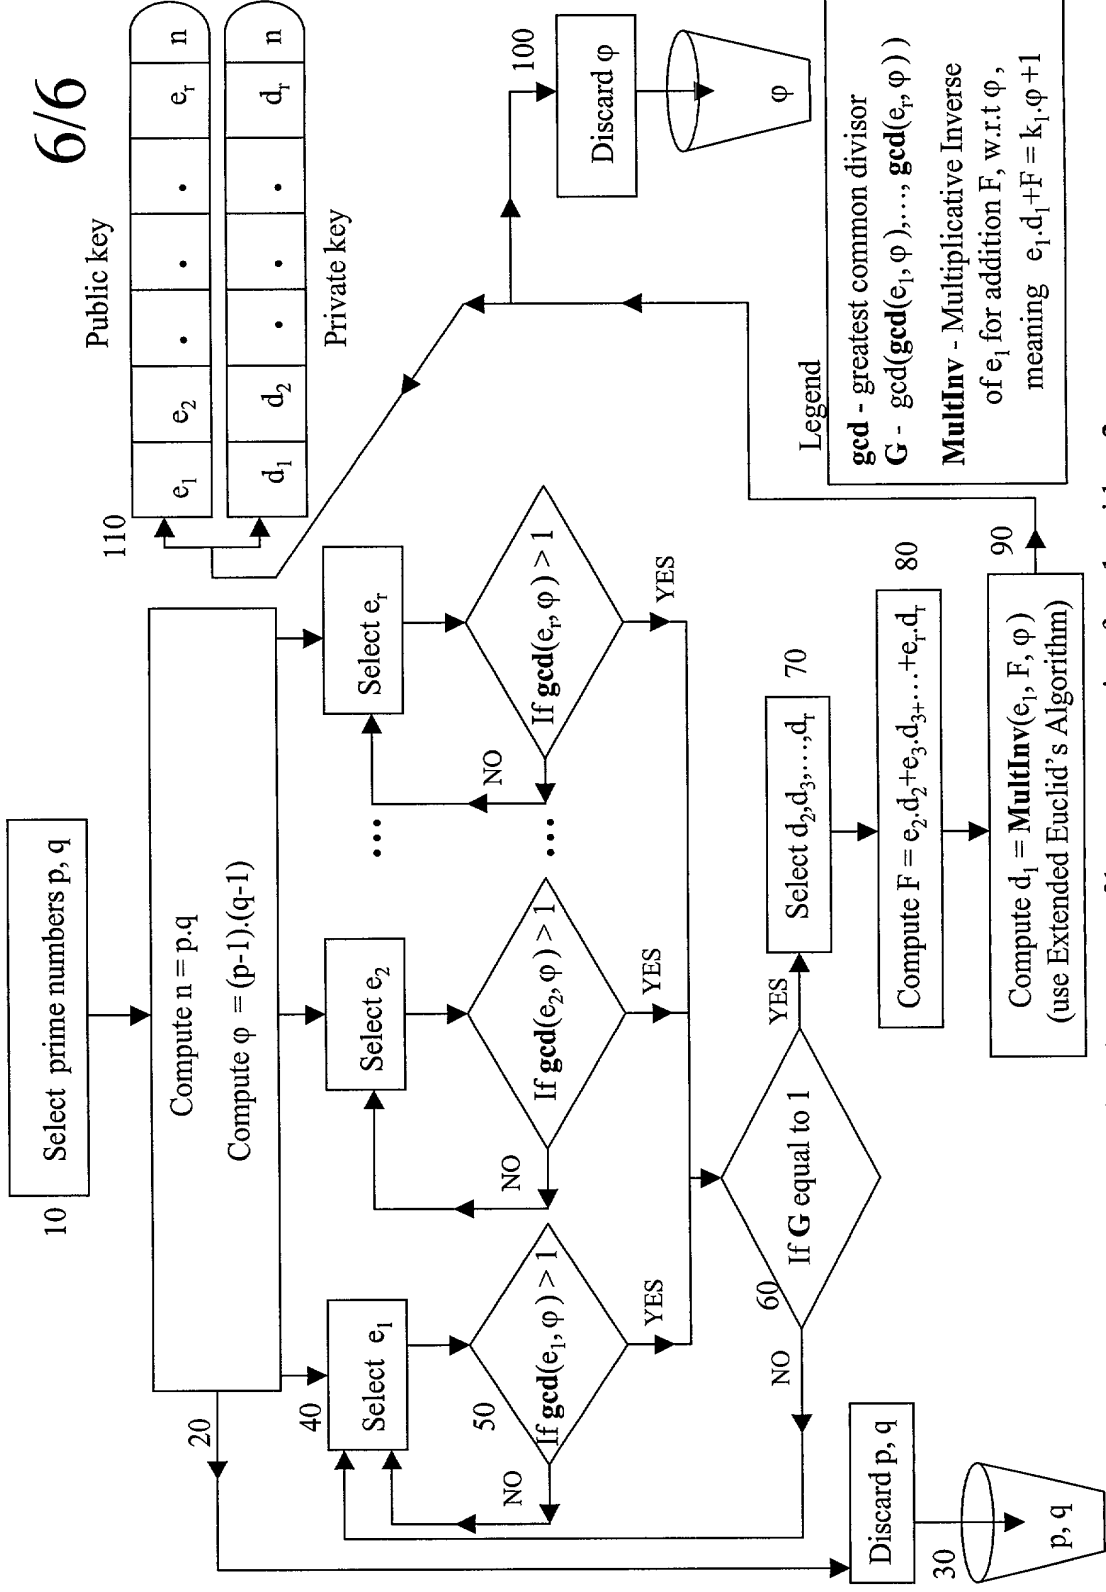 6/6
10
Select prime numbers p, q
Compute n = p.q
Compute φ = (p-1).(q-1)
20
40
Select e1
Select e2
Select er
50
If gcd(e1, φ) > 1
If gcd(e2, φ) > 1
If gcd(er, φ) > 1
NO
NO
NO
...
...
YES
YES
YES
60
If G equal to 1
NO
YES
Select d2,d3,...,dr
70
Compute F = e2.d2+e3.d3+...+er.dr
80
Compute d1 = MultInv(e1, F, φ)
(use Extended Euclid's Algorithm)
90
Discard p, q
30
p, q
110
Public key
e1 e2 . . . er n
d1 d2 . . . dr n
Private key
100
Discard φ
φ
Legend
gcd - greatest common divisor
G - gcd(gcd(e1, φ),..., gcd(er, φ))
MultInv - Multiplicative Inverse
of e1 for addition F, w.r.t φ,
meaning e1.d1+F = k1.φ+1